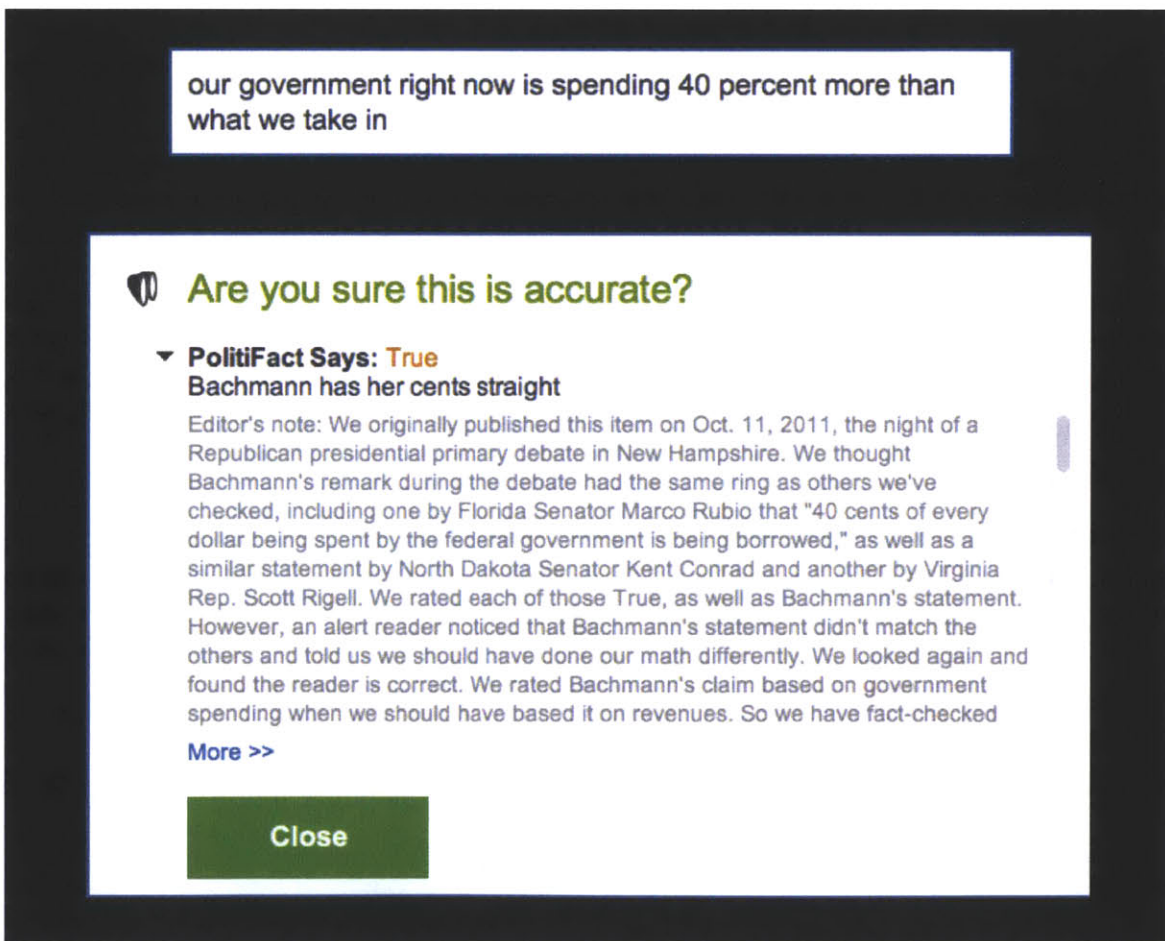 our government right now is spending 40 percent more than
what we take in
Are you sure this is accurate?
PolitiFact Says: True
Bachmann has her cents straight
Editor's note: We originally published this item on Oct. 11, 2011, the night of a
Republican presidential primary debate in New Hampshire. We thought
Bachmann's remark during the debate had the same ring as others we've
checked, including one by Florida Senator Marco Rubio that "40 cents of every
dollar being spent by the federal government is being borrowed," as well as a
similar statement by North Dakota Senator Kent Conrad and another by Virginia
Rep. Scott Rigell. We rated each of those True, as well as Bachmann's statement.
However, an alert reader noticed that Bachmann's statement didn't match the
others and told us we should have done our math differently. We looked again and
found the reader is correct. We rated Bachmann's claim based on government
spending when we should have based it on revenues. So we have fact-checked
More >>
Close